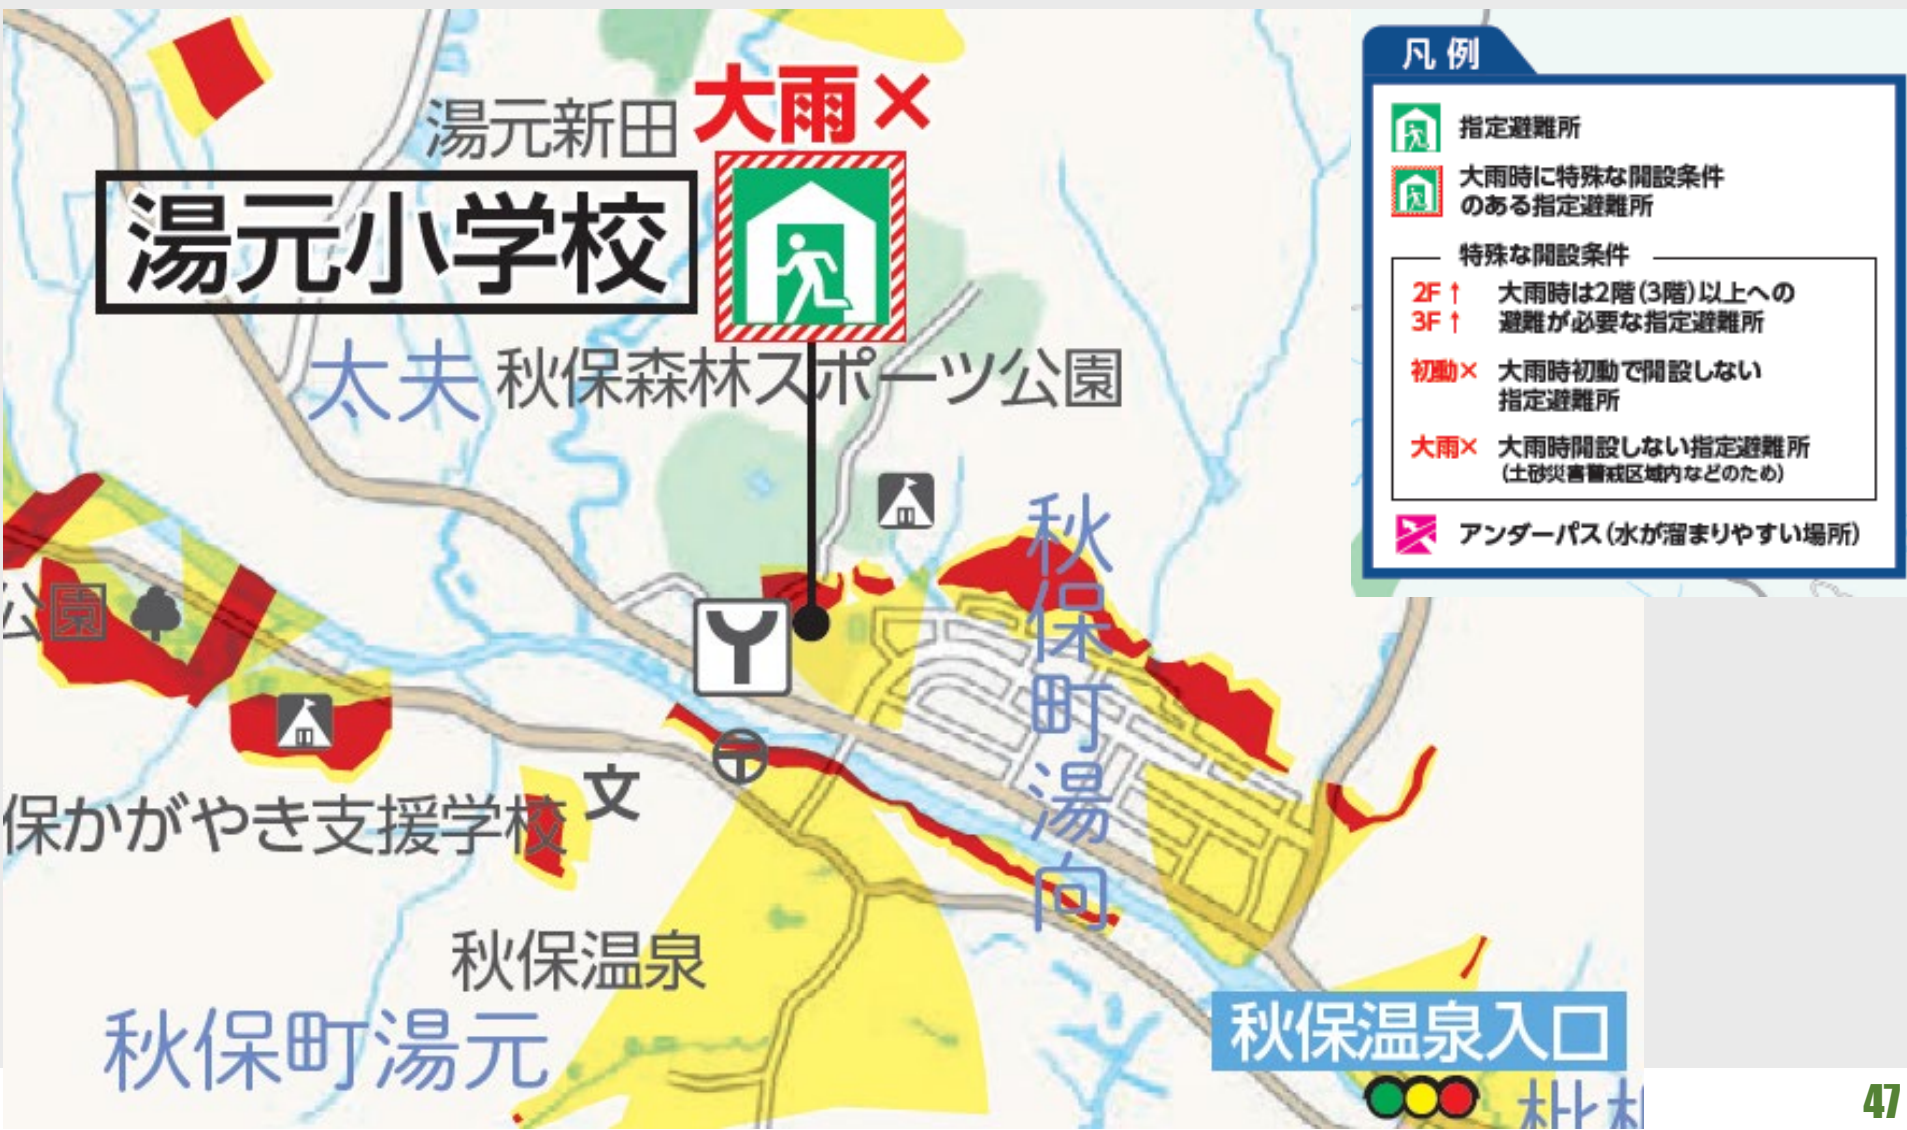 大雨×
湯元新田
湯元小学校
太夫
秋保森林スポーツ公園
秋保町湯向
公園
保かがやき支援学校
文
秋保温泉
秋保町湯元
秋保温泉入口
凡例
指定避難所
大雨時に特殊な開設条件
のある指定避難所
特殊な開設条件
2F↑ 大雨時は2階(3階)以上への
3F↑ 避難が必要な指定避難所
初動× 大雨時初動で開設しない
指定避難所
大雨× 大雨時開設しない指定避難所
(土砂災害警戒区域内などのため)
アンダーパス(水が溜まりやすい場所)
47